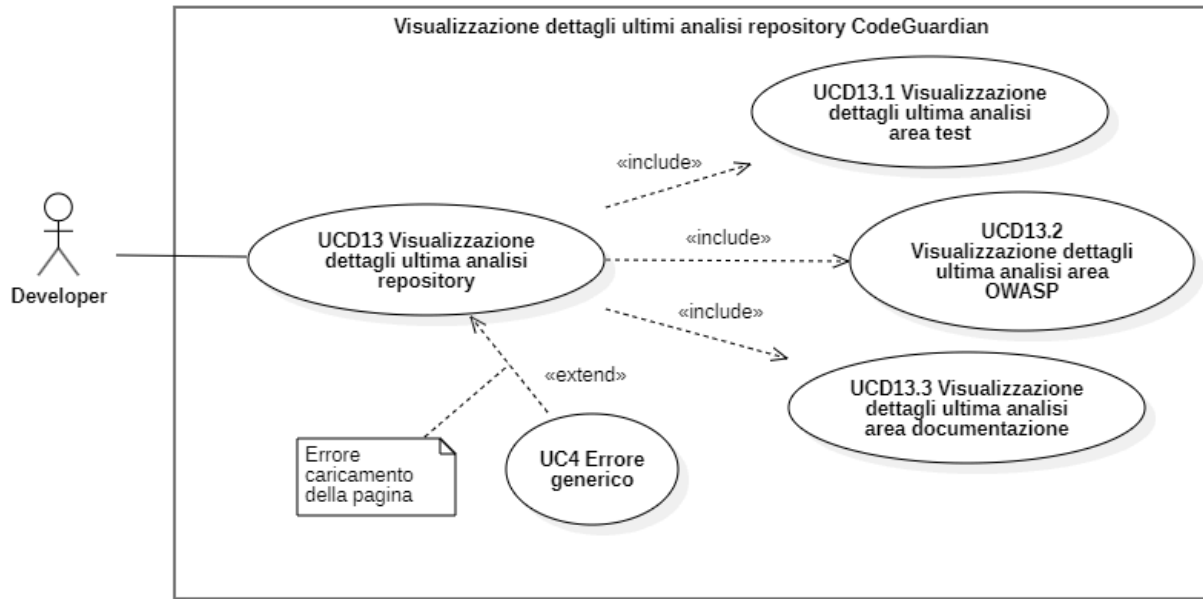 Visualizzazione dettagli ultimi analisi repository CodeGuardian
UCD13.1 Visualizzazione
dettagli ultima analisi
area test
«include»
Developer
UCD13 Visualizzazione
dettagli ultima analisi
repository
«include»
UCD13.2
Visualizzazione dettagli
ultima analisi area
OWASP
«include»
UCD13.3 Visualizzazione
dettagli ultima analisi
area documentazione
«extend»
Errore
caricamento
della pagina
UC4 Errore
generico